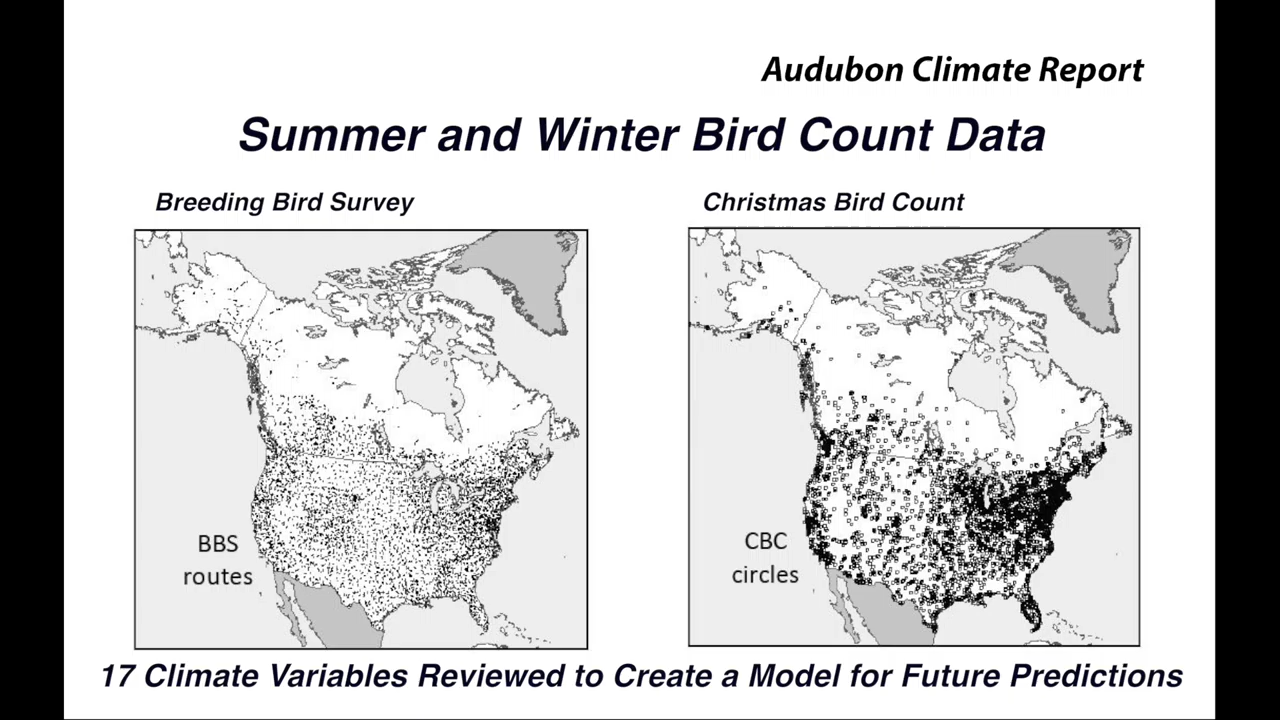 Audubon Climate Report
Summer and Winter Bird Count Data
Breeding Bird Survey
Christmas Bird Count
BBS
routes
CBC
circles
17 Climate Variables Reviewed to Create a Model for Future Predictions